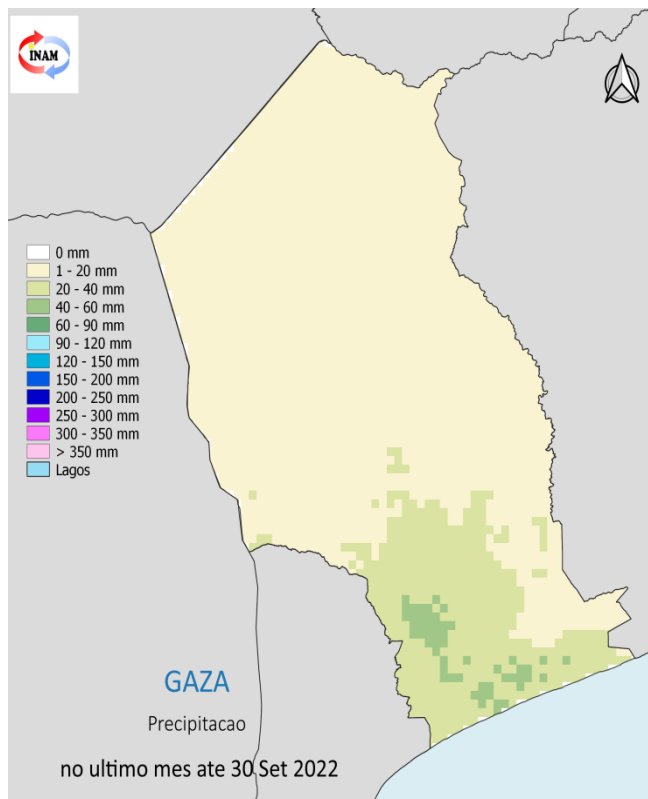 INAM
0 mm
1 - 20 mm
20 - 40 mm
40 - 60 mm
60 - 90 mm
90 - 120 mm
120 - 150 mm
150 - 200 mm
200 - 250 mm
250 - 300 mm
300 - 350 mm
> 350 mm
Lagos
GAZA
Precipitacao
no ultimo mes ate 30 Set 2022